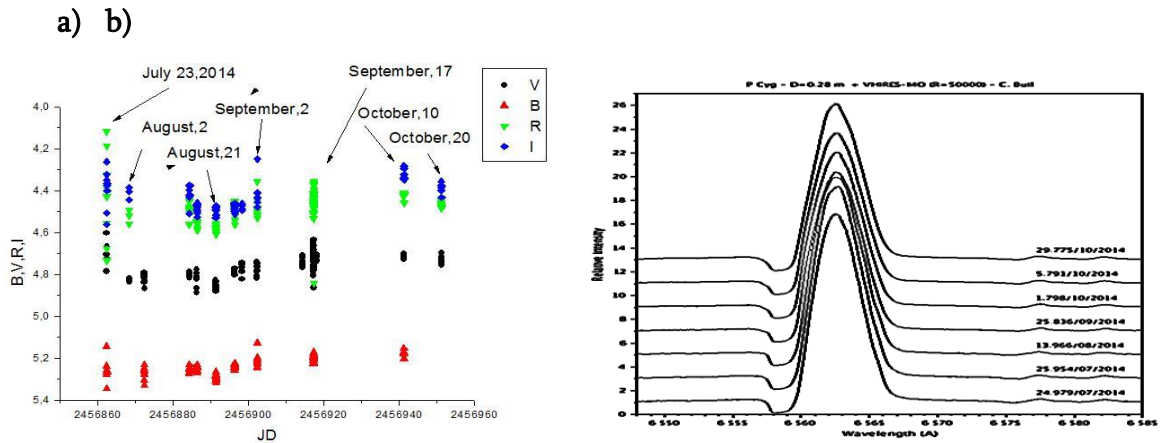 a) b)
July 23,2014
August,2
August,21
September,2
September,17
October,10
October,20
V
B
R
I
4,0
4,2
4,4
4,6
4,8
5,0
5,2
5,4
B,V,R,I
2456860
2456880
2456900
2456920
2456940
2456960
JD
P Cyg - D=0.28 m + VHIRES-MO (R=50000) - C. Buil
26
24
22
20
18
16
14
12
10
8
6
4
2
0
Relative Intensity
29.775/10/2014
5.791/10/2014
1.798/10/2014
25.836/09/2014
13.966/08/2014
25.954/07/2014
24.979/07/2014
6 550
6 555
6 560
6 565
6 570
6 575
6 580
6 585
Wavelength (A)